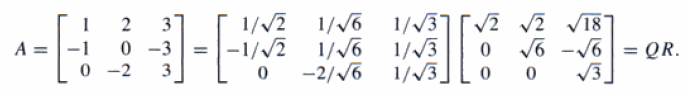 A = [ 1 2 3 ; −1 0 −3 ; 0 −2 3 ] = [ 1/√2 1/√6 1/√3 ; −1/√2 1/√6 1/√3 ; 0 −2/√6 1/√3 ] [ √2 √2 √18 ; 0 √6 −√6 ; 0 0 √3 ] = QR.